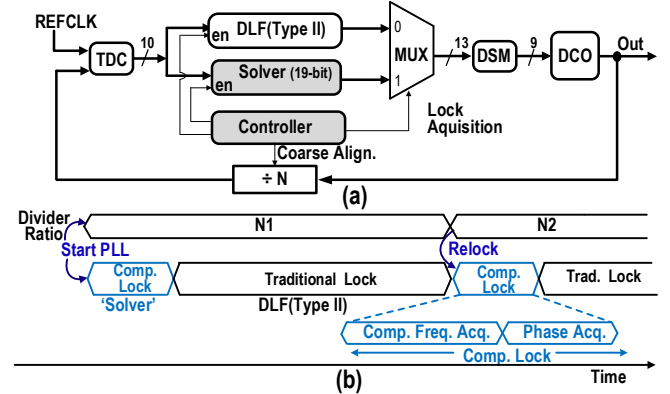 REFCLK
TDC
10
en
DLF(Type II)
0
en
Solver (19-bit)
1
MUX
13
DSM
9
DCO
Out
Controller
Lock
Aquisition
Coarse Align.
÷ N
(a)
Divider
Ratio
N1
N2
Start PLL
Relock
Comp.
Lock
Traditional Lock
Comp.
Lock
Trad. Lock
'Solver'
DLF(Type II)
Comp. Freq. Acq.
Phase Acq.
Comp. Lock
(b)
Time